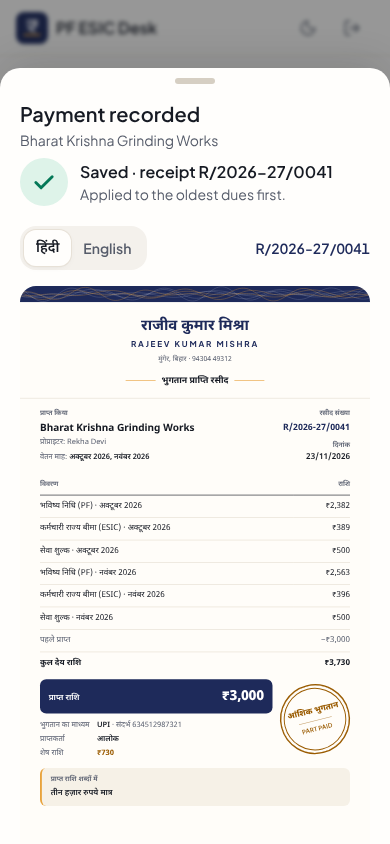 PF ESIC Desk
Payment recorded
Bharat Krishna Grinding Works
Saved · receipt R/2026-27/0041
Applied to the oldest dues first.
हिंदी English R/2026-27/0041
राजीव कुमार मिश्रा
RAJEEV KUMAR MISHRA
मुंगेर, बिहार · 94304 49312
भुगतान प्राप्ति रसीद
प्राप्त किया रसीद संख्या
Bharat Krishna Grinding Works R/2026-27/0041
प्रोप्राइटर: Rekha Devi दिनांक
वेतन माह: अक्टूबर 2026, नवंबर 2026 23/11/2026
विवरण राशि
भविष्य निधि (PF) · अक्टूबर 2026 ₹2,382
कर्मचारी राज्य बीमा (ESIC) · अक्टूबर 2026 ₹389
सेवा शुल्क · अक्टूबर 2026 ₹500
भविष्य निधि (PF) · नवंबर 2026 ₹2,563
कर्मचारी राज्य बीमा (ESIC) · नवंबर 2026 ₹396
सेवा शुल्क · नवंबर 2026 ₹500
पहले प्राप्त −₹3,000
कुल देय राशि ₹3,730
प्राप्त राशि ₹3,000
भुगतान का माध्यम UPI · संदर्भ 634512987321
प्राप्तकर्ता आलोक
शेष राशि ₹730
आंशिक भुगतान
PART PAID
प्राप्त राशि शब्दों में
तीन हज़ार रुपये मात्र